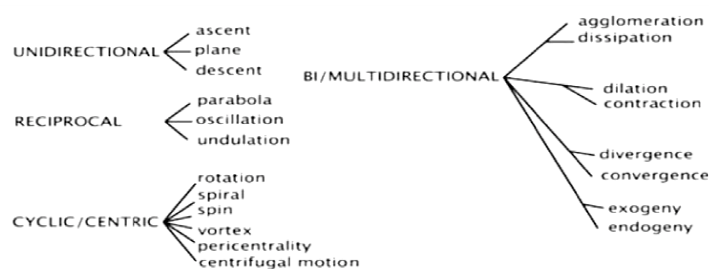 UNIDIRECTIONAL
ascent
plane
descent
RECIPROCAL
parabola
oscillation
undulation
CYCLIC/CENTRIC
rotation
spiral
spin
vortex
pericentrality
centrifugal motion
BI/MULTIDIRECTIONAL
agglomeration
dissipation
dilation
contraction
divergence
convergence
exogeny
endogeny